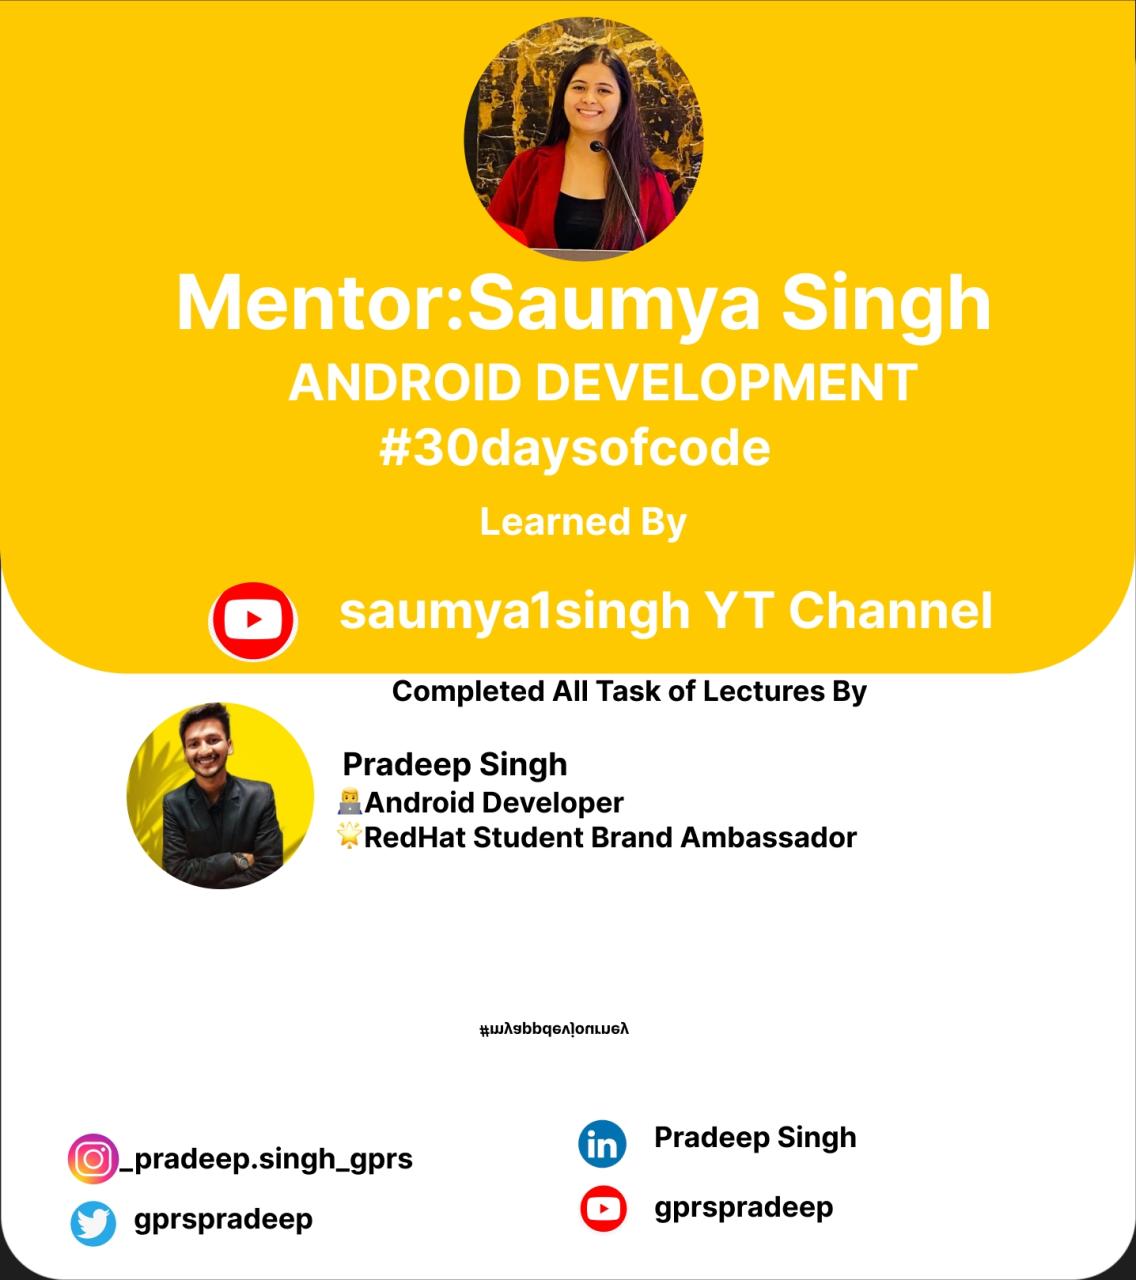 Mentor:Saumya Singh
ANDROID DEVELOPMENT
#30daysofcode
Learned By
saumya1singh YT Channel
Completed All Task of Lectures By
Pradeep Singh
👨‍💻Android Developer
🌟RedHat Student Brand Ambassador
#myappdevjourney
_pradeep.singh_gprs
Pradeep Singh
gprspradeep
gprspradeep